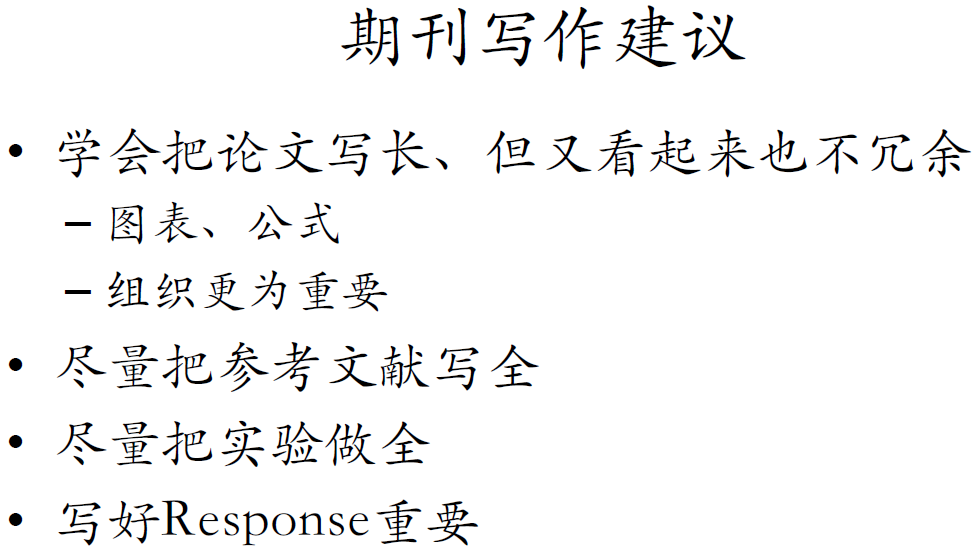 期刊写作建议
• 学会把论文写长、但又看起来也不冗余
– 图表、公式
– 组织更为重要
• 尽量把参考文献写全
• 尽量把实验做全
• 写好Response重要